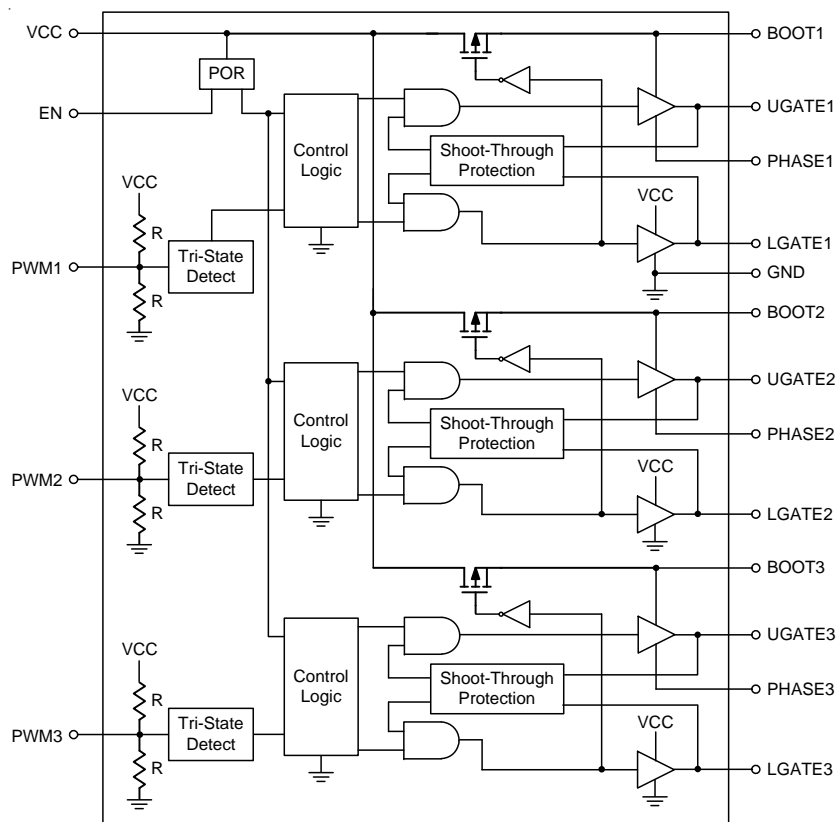 VCC
BOOT1
POR
EN
UGATE1
Control
Logic
Shoot-Through
Protection
PHASE1
VCC
VCC
R
Tri-State
Detect
LGATE1
PWM1
GND
R
BOOT2
VCC
UGATE2
Control
Logic
Shoot-Through
Protection
PHASE2
R
VCC
Tri-State
Detect
PWM2
R
LGATE2
BOOT3
VCC
UGATE3
Control
Logic
Shoot-Through
Protection
PHASE3
R
VCC
Tri-State
Detect
PWM3
R
LGATE3